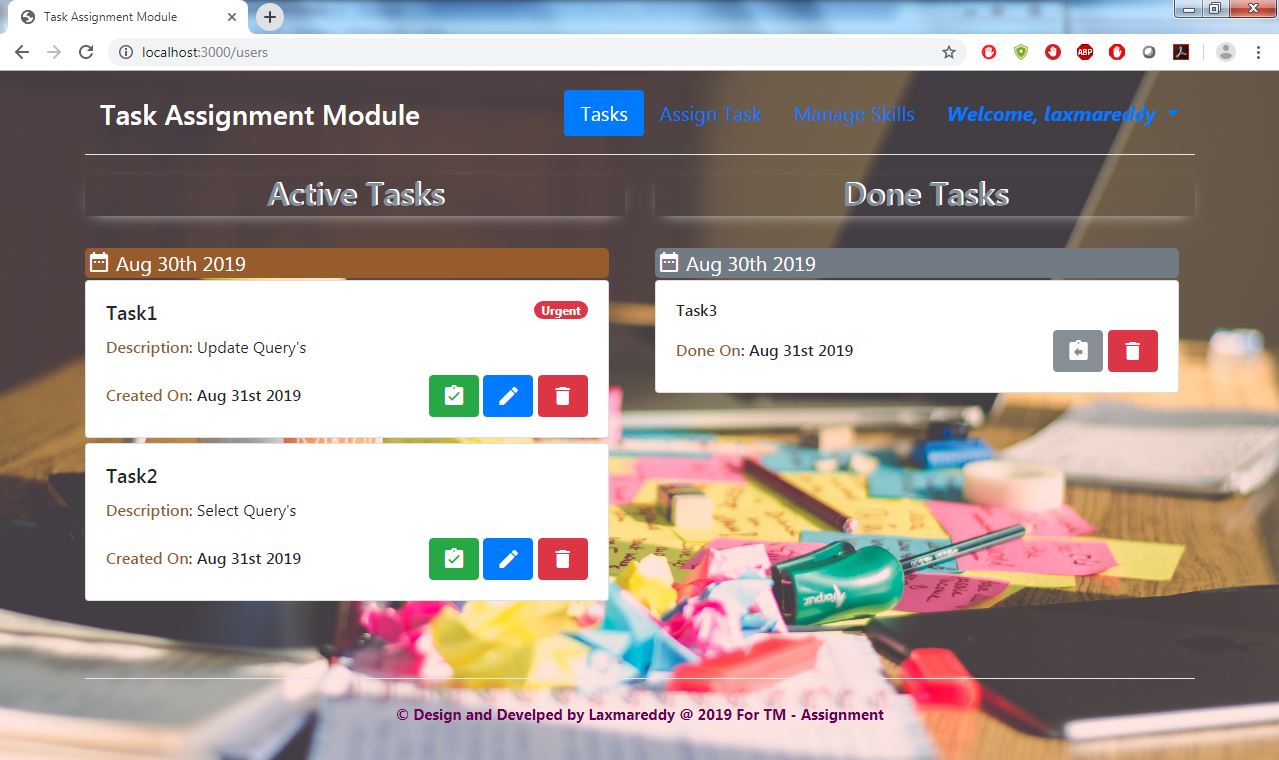 Task Assignment Module
localhost:3000/users
ABP
Task Assignment Module
Tasks
Assign Task
Manage Skills
Welcome, laxmareddy
Active Tasks
Done Tasks
Aug 30th 2019
Task1
Urgent
Description: Update Query's
Created On: Aug 31st 2019
Task2
Description: Select Query's
Created On: Aug 31st 2019
Aug 30th 2019
Task3
Done On: Aug 31st 2019
© Design and Develped by Laxmareddy @ 2019 For TM - Assignment